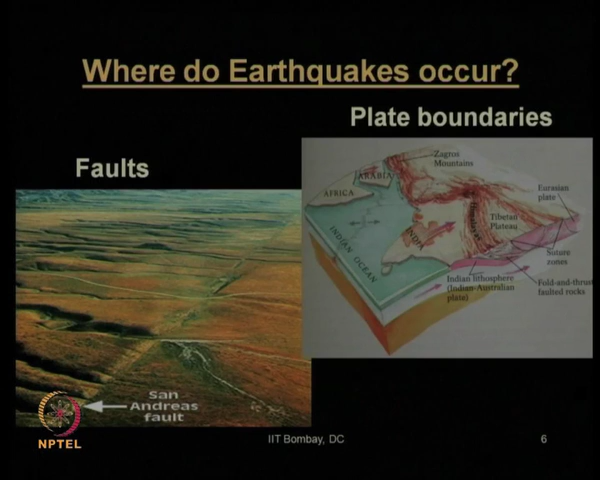 Where do Earthquakes occur?
Plate boundaries
Faults
Zagros
Mountains
ARABIA
AFRICA
Eurasian
plate
Himalayas
Tibetan
Plateau
INDIA
INDIAN OCEAN
Suture
zones
Indian lithosphere
(Indian-Australian
plate)
Fold-and-thrust
faulted rocks
San
Andreas
fault
NPTEL
IIT Bombay, DC
6